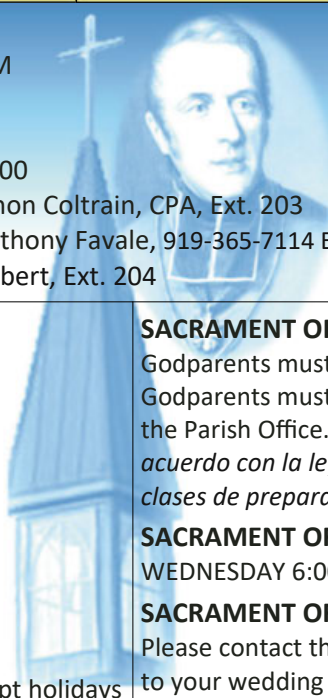 M
00
non Coltrain, CPA, Ext. 203
thony Favale, 919-365-7114 E
bert, Ext. 204
SACRAMENT OF
Godparents must
Godparents must
the Parish Office.
acuerdo con la le
clases de prepara
SACRAMENT OF
WEDNESDAY 6:00
SACRAMENT OF
Please contact th
to your wedding
pt holidays